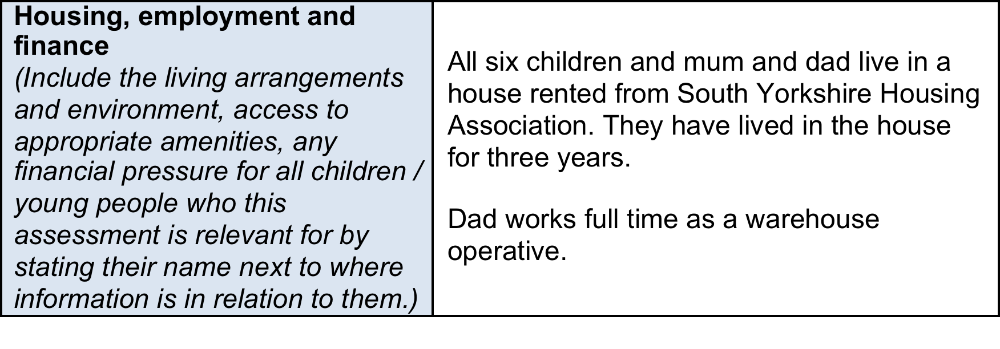 Housing, employment and
finance
(Include the living arrangements
and environment, access to
appropriate amenities, any
financial pressure for all children /
young people who this
assessment is relevant for by
stating their name next to where
information is in relation to them.)
All six children and mum and dad live in a
house rented from South Yorkshire Housing
Association. They have lived in the house
for three years.
Dad works full time as a warehouse
operative.